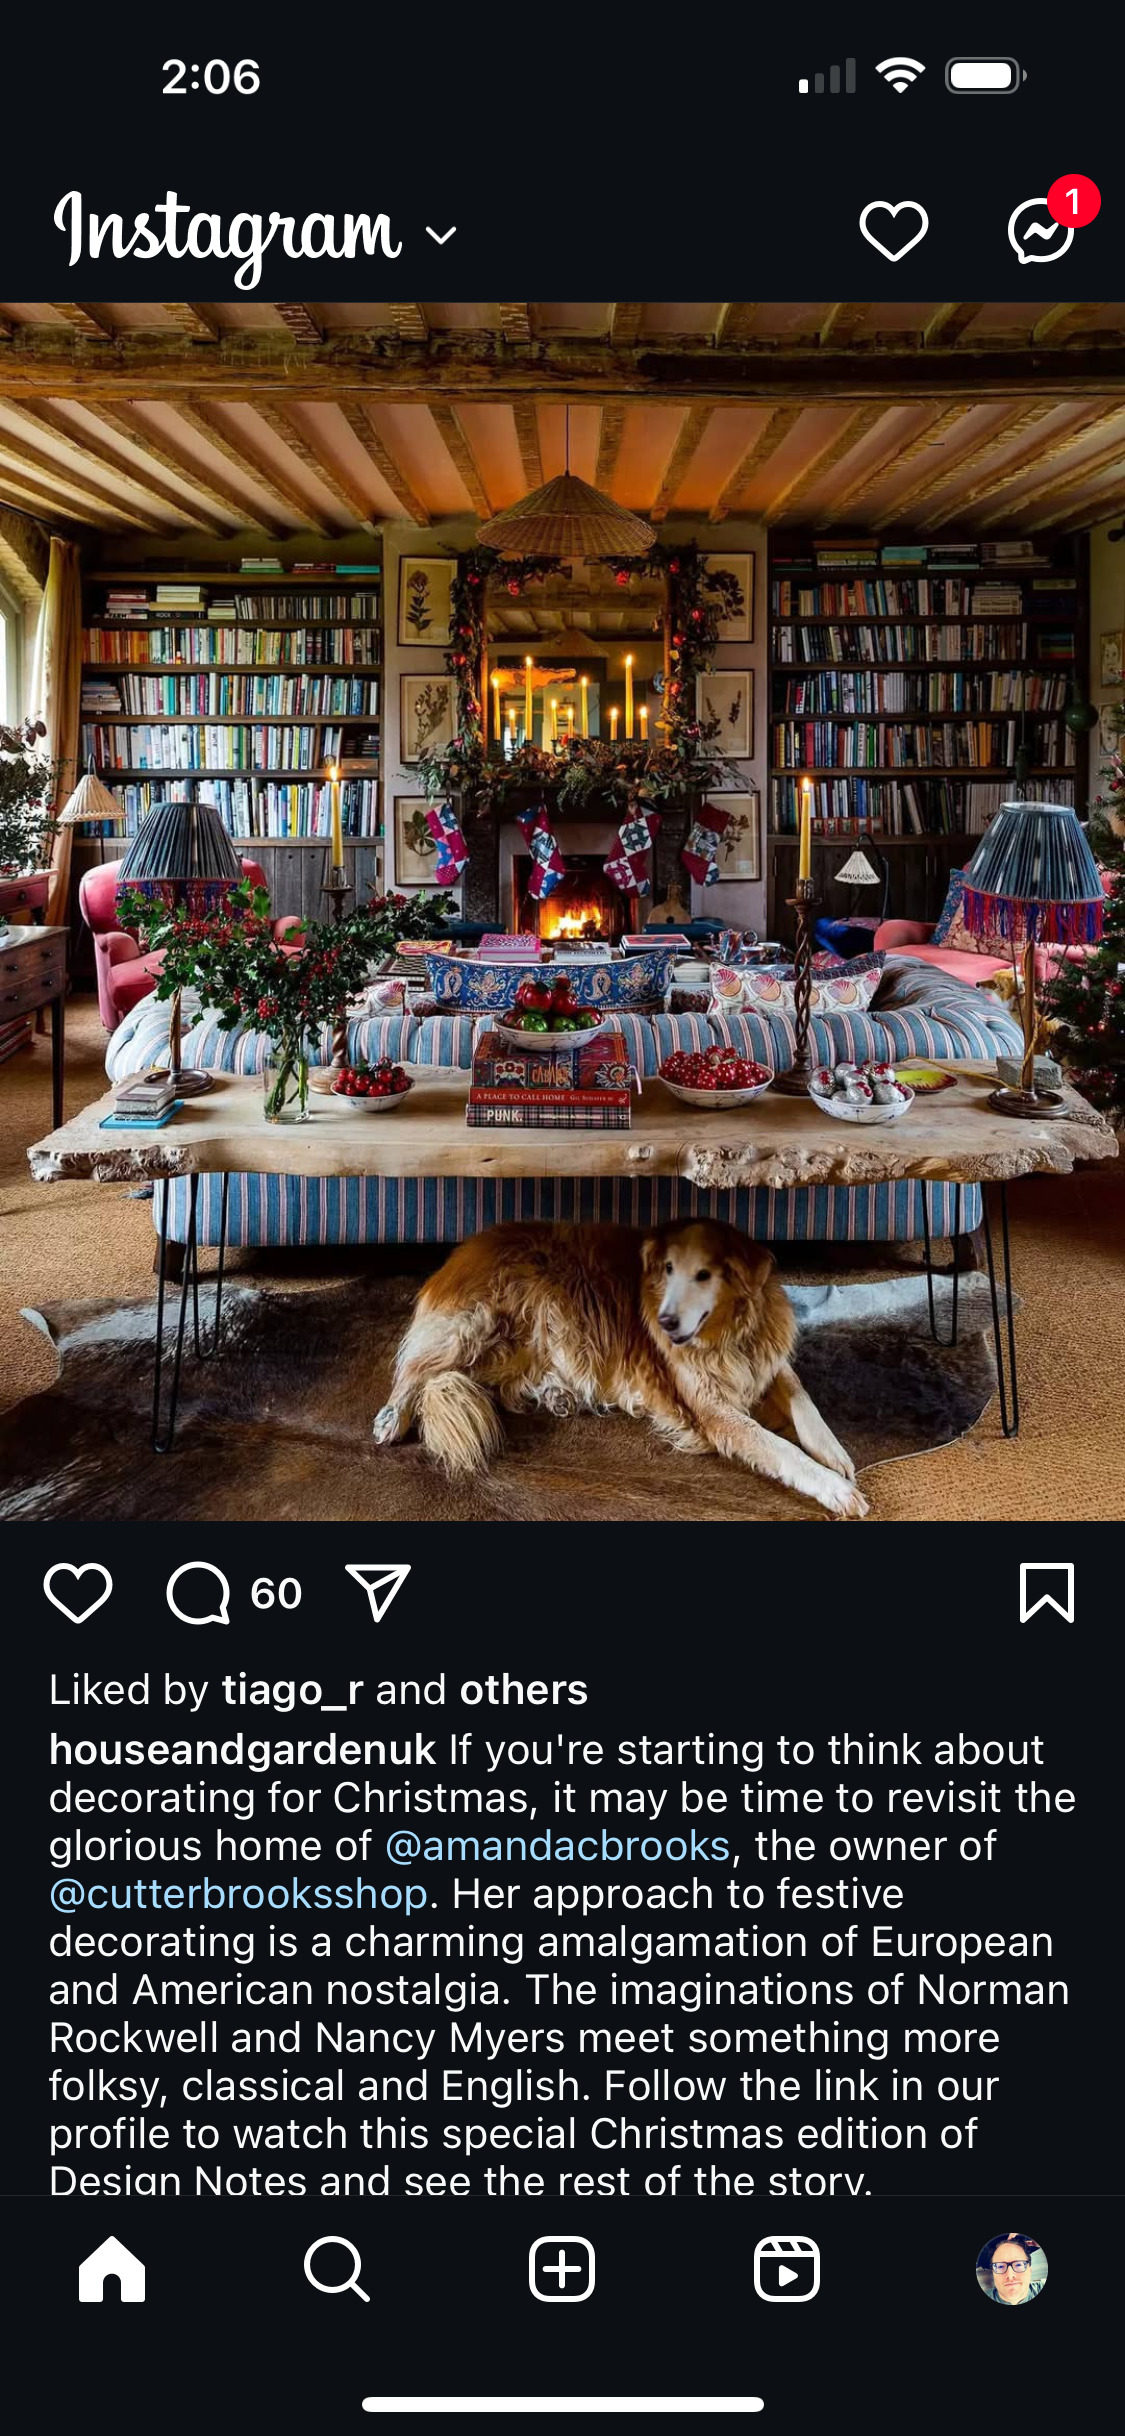 2:06
Instagram
1
CABANA
A PLACE TO CALL HOME
PUNK.
60
Liked by tiago_r and others
houseandgardenuk If you're starting to think about
decorating for Christmas, it may be time to revisit the
glorious home of @amandacbrooks, the owner of
@cutterbrooksshop. Her approach to festive
decorating is a charming amalgamation of European
and American nostalgia. The imaginations of Norman
Rockwell and Nancy Myers meet something more
folksy, classical and English. Follow the link in our
profile to watch this special Christmas edition of
Design Notes and see the rest of the story.